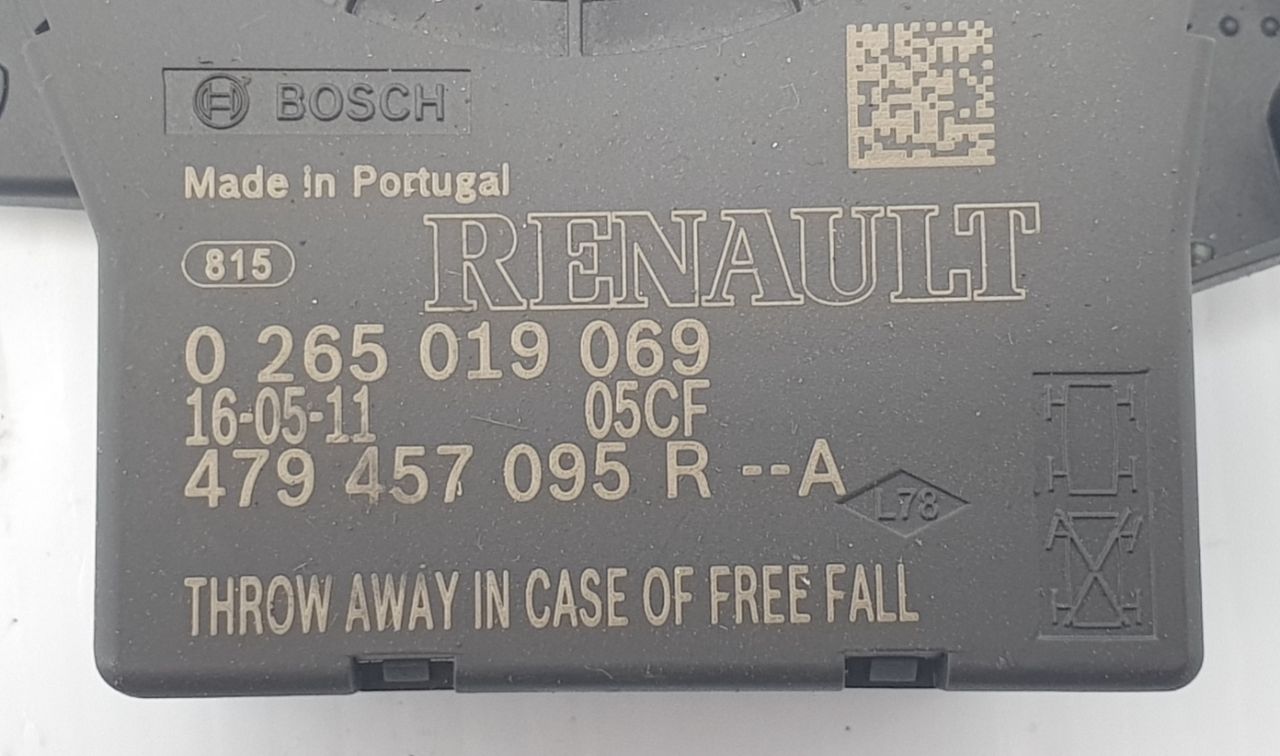 BOSCH
Made in Portugal
815
RENAULT
0 265 019 069
16-05-11 05CF
479 457 095 R --A
L78
THROW AWAY IN CASE OF FREE FALL